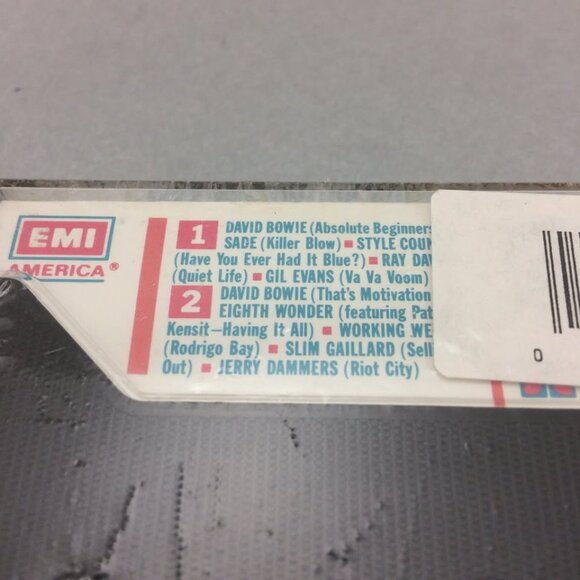 EMI
AMERICA®
1 DAVID BOWIE (Absolute Beginners
SADE (Killer Blow) ■ STYLE COUN
(Have You Ever Had It Blue?) ■ RAY DAV
(Quiet Life) ■ GIL EVANS (Va Va Voom)
2 DAVID BOWIE (That's Motivation
EIGHTH WONDER (featuring Pat
Kensit—Having It All) ■ WORKING WE
(Rodrigo Bay) ■ SLIM GAILLARD (Sell
Out) ■ JERRY DAMMERS (Riot City)
0